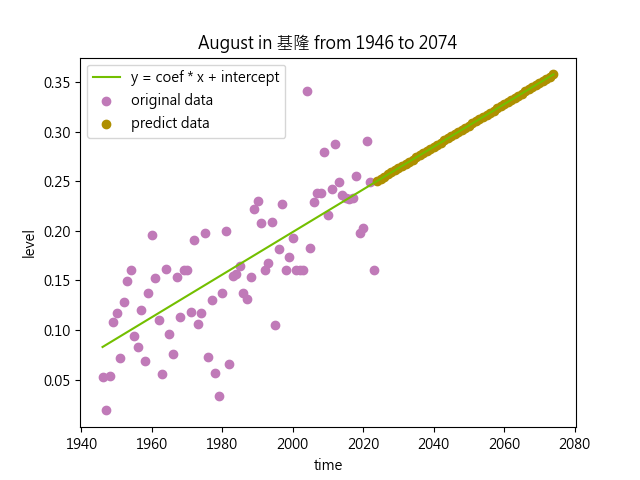 August in 基隆 from 1946 to 2074
y = coef * x + intercept
original data
predict data
level
0.35
0.30
0.25
0.20
0.15
0.10
0.05
1940 1960 1980 2000 2020 2040 2060 2080
time